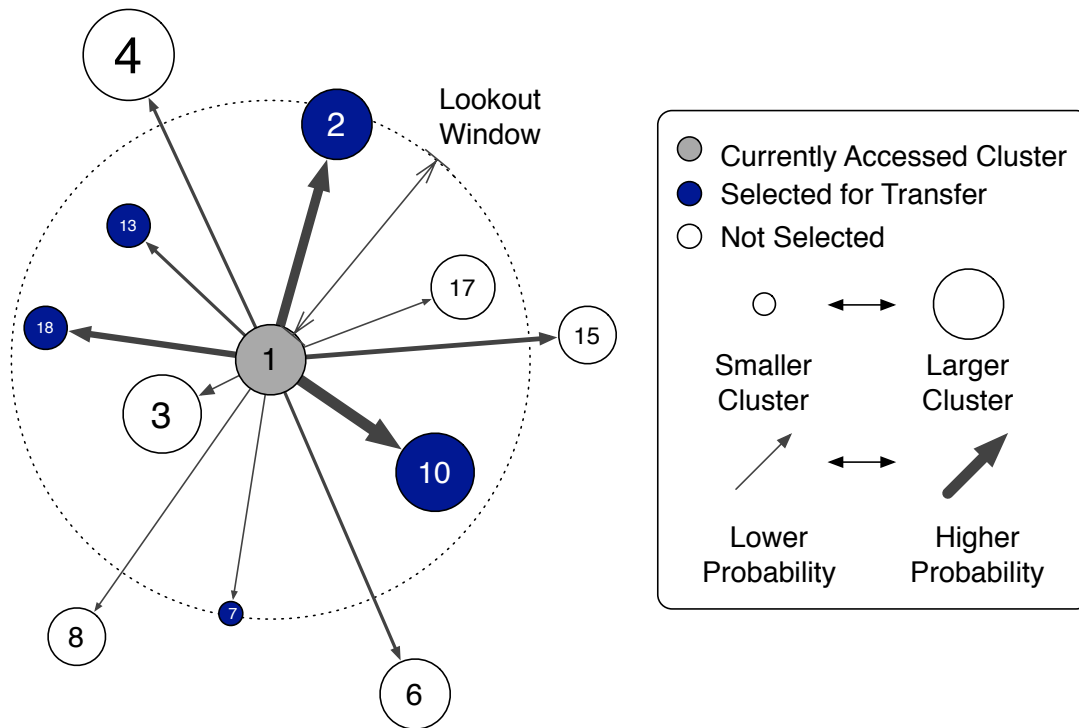 4
2
Lookout
Window
13
17
18
1
15
3
10
7
8
6
Currently Accessed Cluster
Selected for Transfer
Not Selected
Smaller
Cluster
Larger
Cluster
Lower
Probability
Higher
Probability